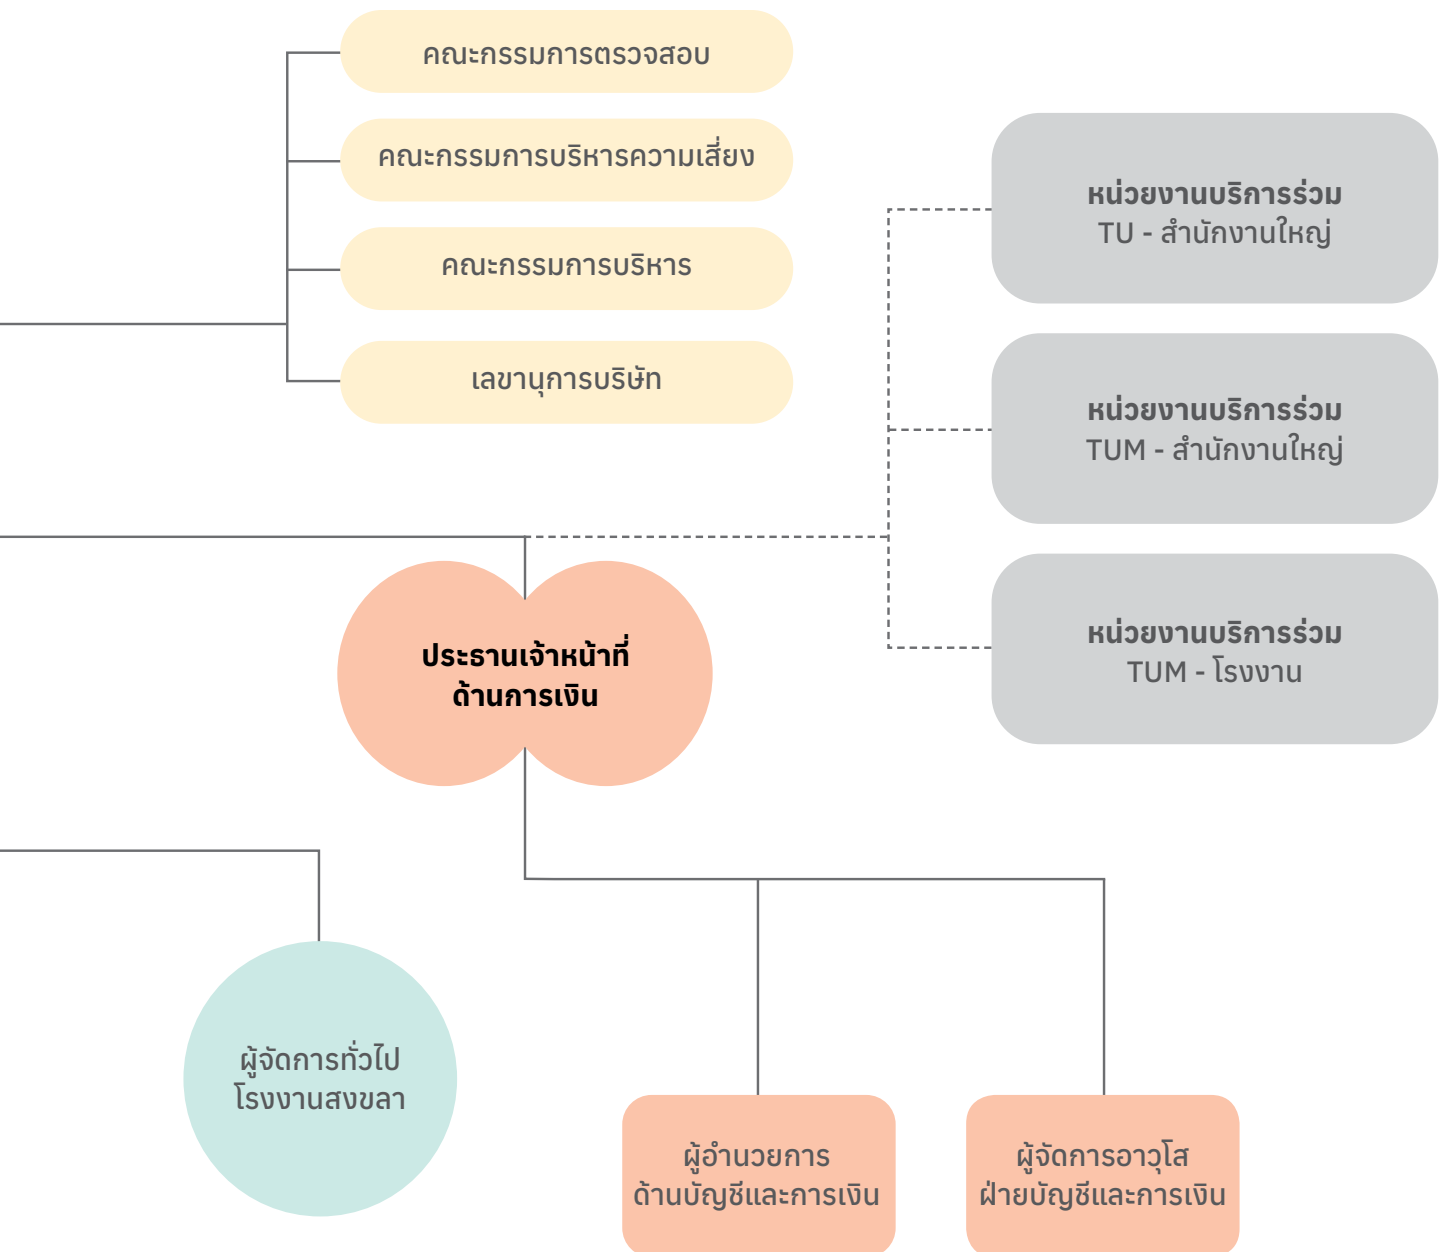 คณะกรรมการตรวจสอบ
คณะกรรมการบริหารความเสี่ยง
คณะกรรมการบริหาร
เลขานุการบริษัท
หน่วยงานบริการร่วม
TU - สำนักงานใหญ่
หน่วยงานบริการร่วม
TUM - สำนักงานใหญ่
หน่วยงานบริการร่วม
TUM - โรงงาน
ประธานเจ้าหน้าที่
ด้านการเงิน
ผู้จัดการทั่วไป
โรงงานสงขลา
ผู้อำนวยการ
ด้านบัญชีและการเงิน
ผู้จัดการอาวุโส
ฝ่ายบัญชีและการเงิน